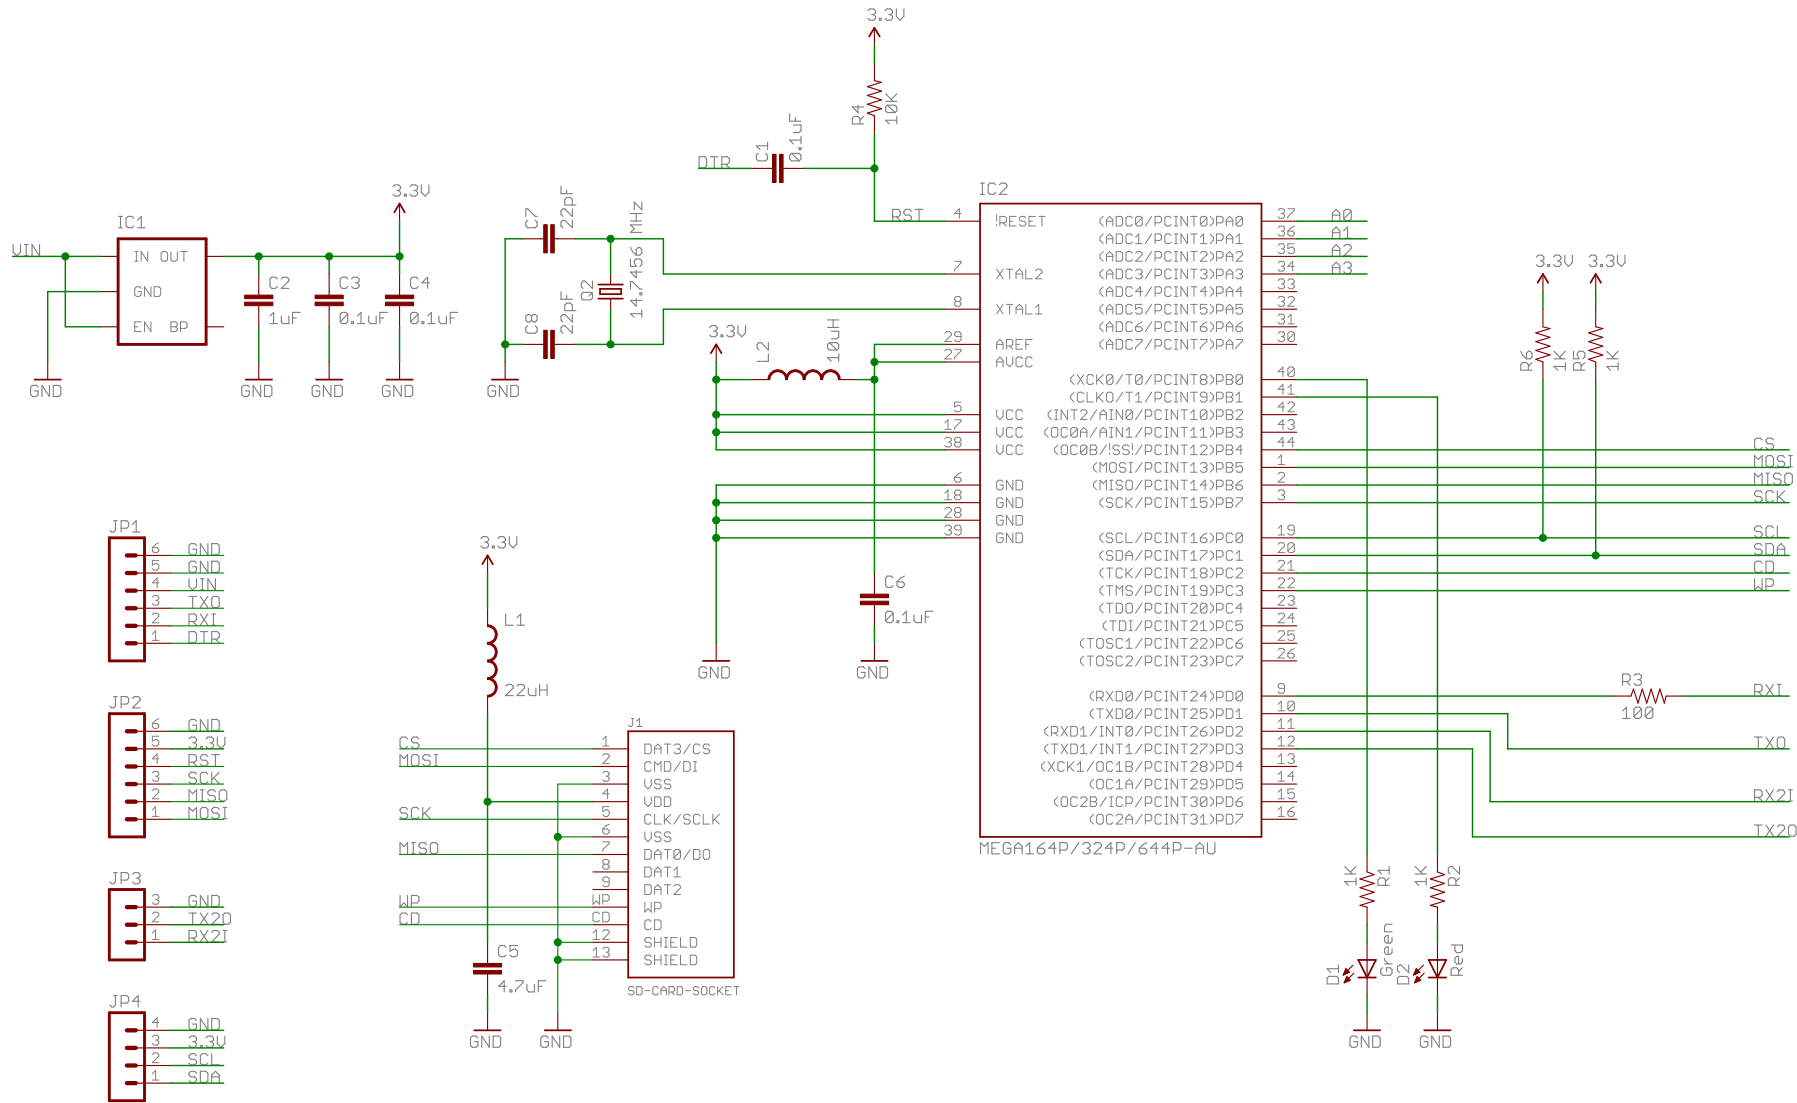 3.3V
R4
10K
DTR
C1
0.1uF
RST
VIN
IC1
IN OUT
GND
EN BP
3.3V
C2
1uF
C3
0.1uF
C4
0.1uF
GND
GND
GND
GND
C7
22pF
C8
22pF
Q2
14.7456 MHz
GND
3.3V
L2
10uH
C6
0.1uF
GND
GND
IC2
4 !RESET
7 XTAL2
8 XTAL1
29 AREF
27 AVCC
5 VCC
17 VCC
38 VCC
6 GND
18 GND
28 GND
39 GND
(ADC0/PCINT0)PA0 37 A0
(ADC1/PCINT1)PA1 36 A1
(ADC2/PCINT2)PA2 35 A2
(ADC3/PCINT3)PA3 34 A3
(ADC4/PCINT4)PA4 33
(ADC5/PCINT5)PA5 32
(ADC6/PCINT6)PA6 31
(ADC7/PCINT7)PA7 30
(XCK0/T0/PCINT8)PB0 40
(CLKO/T1/PCINT9)PB1 41
(INT2/AIN0/PCINT10)PB2 42
(OC0A/AIN1/PCINT11)PB3 43
(OC0B/!SS!/PCINT12)PB4 44 CS
(MOSI/PCINT13)PB5 1 MOSI
(MISO/PCINT14)PB6 2 MISO
(SCK/PCINT15)PB7 3 SCK
(SCL/PCINT16)PC0 19 SCL
(SDA/PCINT17)PC1 20 SDA
(TCK/PCINT18)PC2 21 CD
(TMS/PCINT19)PC3 22 WP
(TDO/PCINT20)PC4 23
(TDI/PCINT21)PC5 24
(TOSC1/PCINT22)PC6 25
(TOSC2/PCINT23)PC7 26
(RXD0/PCINT24)PD0 9 RXI
(TXD0/PCINT25)PD1 10 TXO
(RXD1/INT0/PCINT26)PD2 11 RX2I
(TXD1/INT1/PCINT27)PD3 12 TX2O
(XCK1/OC1B/PCINT28)PD4 13
(OC1A/PCINT29)PD5 14
(OC2B/ICP/PCINT30)PD6 15
(OC2A/PCINT31)PD7 16
MEGA164P/324P/644P-AU
3.3V 3.3V
R6
1K
R5
1K
R3
100
1K
R1
1K
R2
D1
Green
D2
Red
GND
GND
JP1
6 GND
5 GND
4 VIN
3 TXO
2 RXI
1 DTR
JP2
6 GND
5 3.3V
4 RST
3 SCK
2 MISO
1 MOSI
JP3
3 GND
2 TX2O
1 RX2I
JP4
4 GND
3 3.3V
2 SCL
1 SDA
3.3V
L1
22uH
J1
CS 1 DAT3/CS
MOSI 2 CMD/DI
3 VSS
4 VDD
SCK 5 CLK/SCLK
6 VSS
MISO 7 DAT0/DO
8 DAT1
9 DAT2
WP WP WP
CD CD CD
12 SHIELD
13 SHIELD
SD-CARD-SOCKET
C5
4.7uF
GND
GND